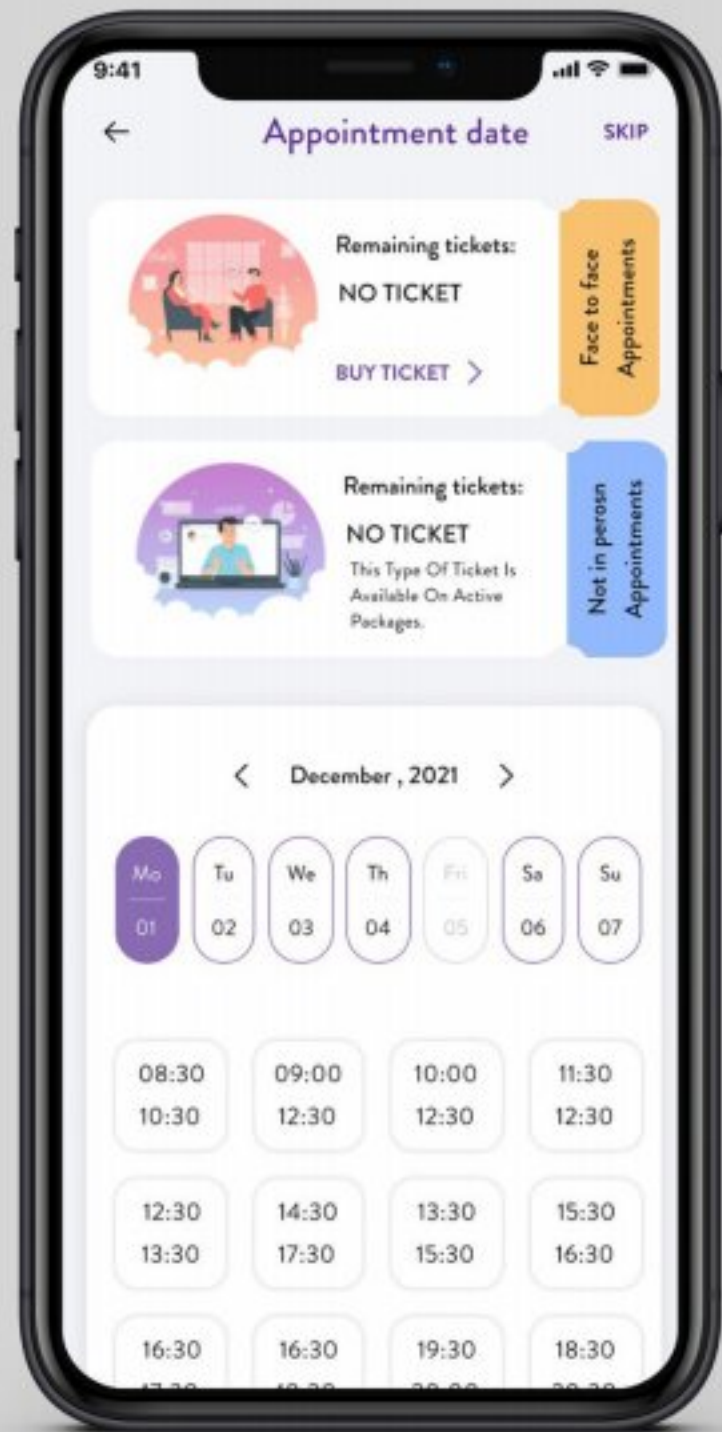 9:41
Appointment date
SKIP
Remaining tickets:
NO TICKET
BUY TICKET
Face to face
Appointments
Remaining tickets:
NO TICKET
This Type Of Ticket Is
Available On Active
Packages.
Not in perosn
Appointments
December , 2021
Mo Tu We Th Fri Sa Su
01 02 03 04 05 06 07
08:30 09:00 10:00 11:30
10:30 12:30 12:30 12:30
12:30 14:30 13:30 15:30
13:30 17:30 15:30 16:30
16:30 16:30 19:30 18:30